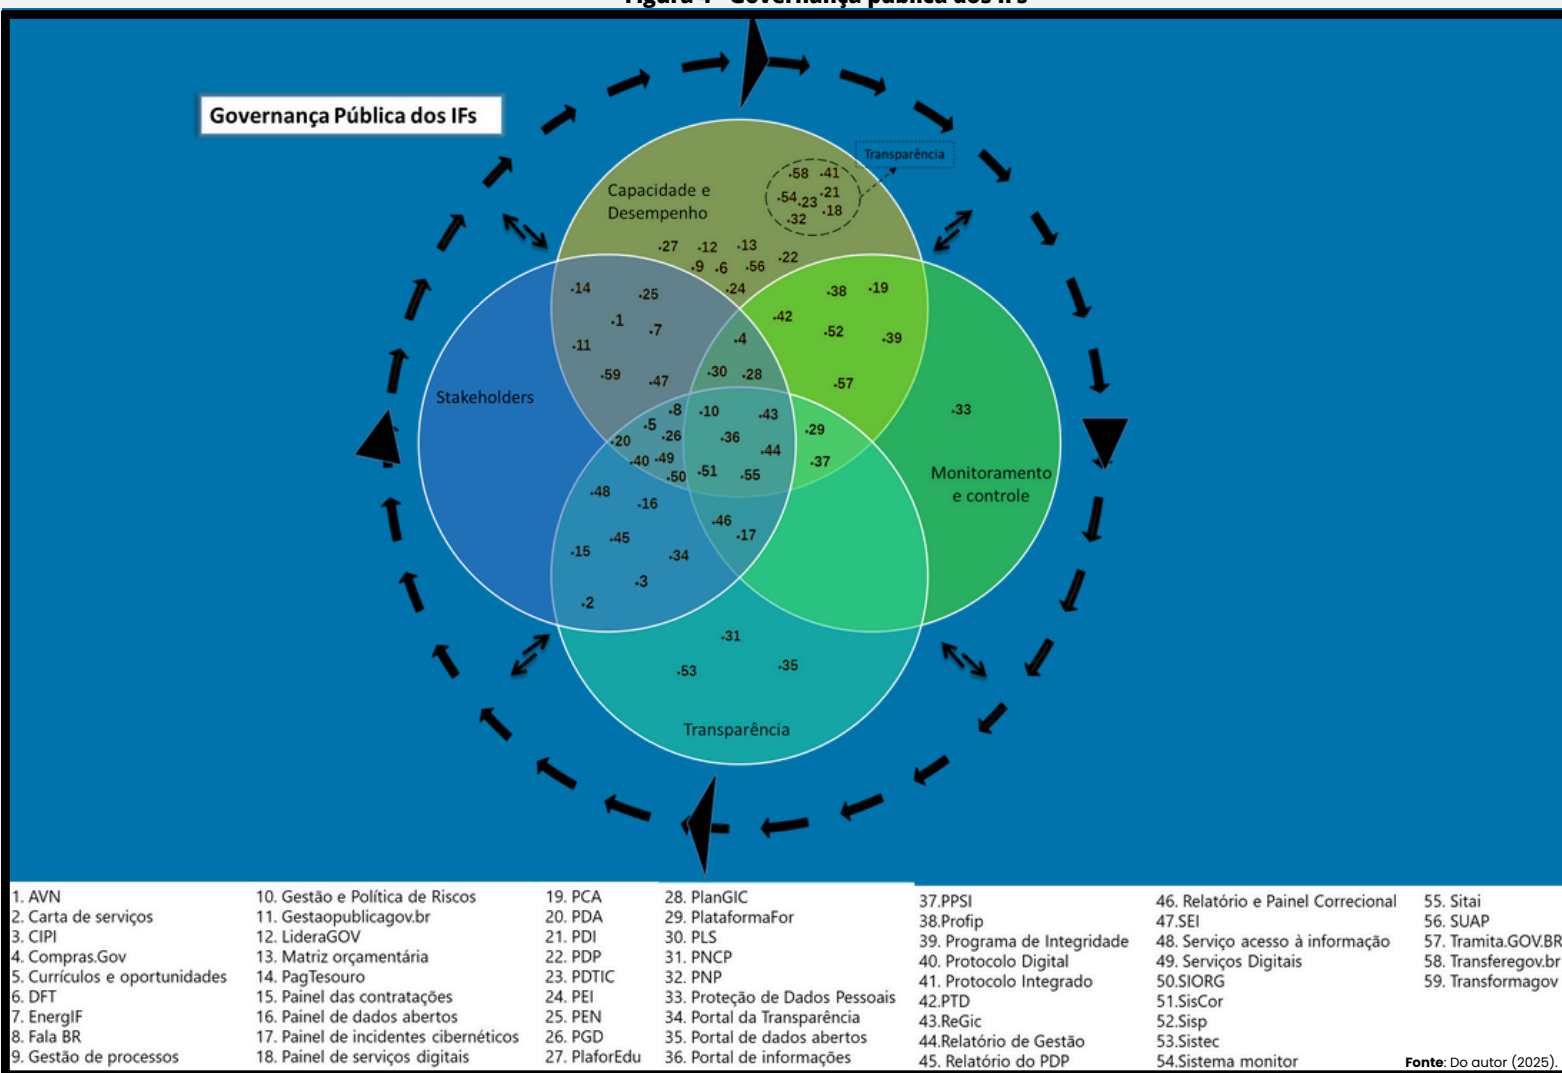 Figura 4 - Governança pública dos IFs
Governança Pública dos IFs
Transparência
.58 .41
.54 .23 .21
.32 .18
Capacidade e
Desempenho
.27 .12 .13
.9 .6 .56 .22
.24
.14 .25
.1 .7
.11
.59 .47
.38 .19
.42 .52 .39
.57
.4
.30 .28
Stakeholders
.33
.8 .10 .43
.5 .26 .36
.20 .44
.40 .49
.50 .51 .55
.29
.37
Monitoramento
e controle
.48 .16
.45
.15 .34
.3
.2
.46
.17
.31
.53 .35
Transparência
1. AVN
2. Carta de serviços
3. CIPI
4. Compras.Gov
5. Currículos e oportunidades
6. DFT
7. EnergIF
8. Fala BR
9. Gestão de processos
10. Gestão e Política de Riscos
11. Gestaopublicagov.br
12. LideraGOV
13. Matriz orçamentária
14. PagTesouro
15. Painel das contratações
16. Painel de dados abertos
17. Painel de incidentes cibernéticos
18. Painel de serviços digitais
19. PCA
20. PDA
21. PDI
22. PDP
23. PDTIC
24. PEI
25. PEN
26. PGD
27. PlaforEdu
28. PlanGIC
29. PlataformaFor
30. PLS
31. PNCP
32. PNP
33. Proteção de Dados Pessoais
34. Portal da Transparência
35. Portal de dados abertos
36. Portal de informações
37.PPSI
38.Profip
39. Programa de Integridade
40. Protocolo Digital
41. Protocolo Integrado
42.PTD
43.ReGic
44.Relatório de Gestão
45. Relatório do PDP
46. Relatório e Painel Correcional
47.SEI
48. Serviço acesso à informação
49. Serviços Digitais
50.SIORG
51.SisCor
52.Sisp
53.Sistec
54.Sistema monitor
55. Sitai
56. SUAP
57. Tramita.GOV.BR
58. Transferegov.br
59. Transformagov
Fonte: Do autor (2025).